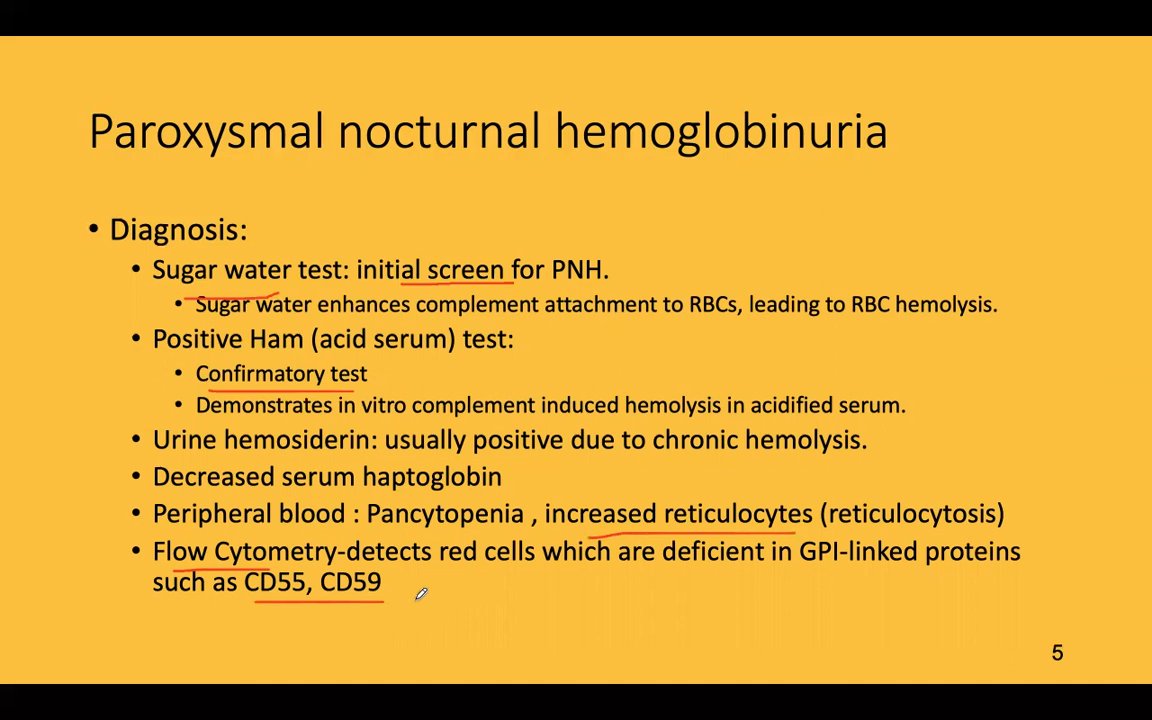 Paroxysmal nocturnal hemoglobinuria
• Diagnosis:
• Sugar water test: initial screen for PNH.
• Sugar water enhances complement attachment to RBCs, leading to RBC hemolysis.
• Positive Ham (acid serum) test:
• Confirmatory test
• Demonstrates in vitro complement induced hemolysis in acidified serum.
• Urine hemosiderin: usually positive due to chronic hemolysis.
• Decreased serum haptoglobin
• Peripheral blood : Pancytopenia , increased reticulocytes (reticulocytosis)
• Flow Cytometry-detects red cells which are deficient in GPI-linked proteins
such as CD55, CD59
5